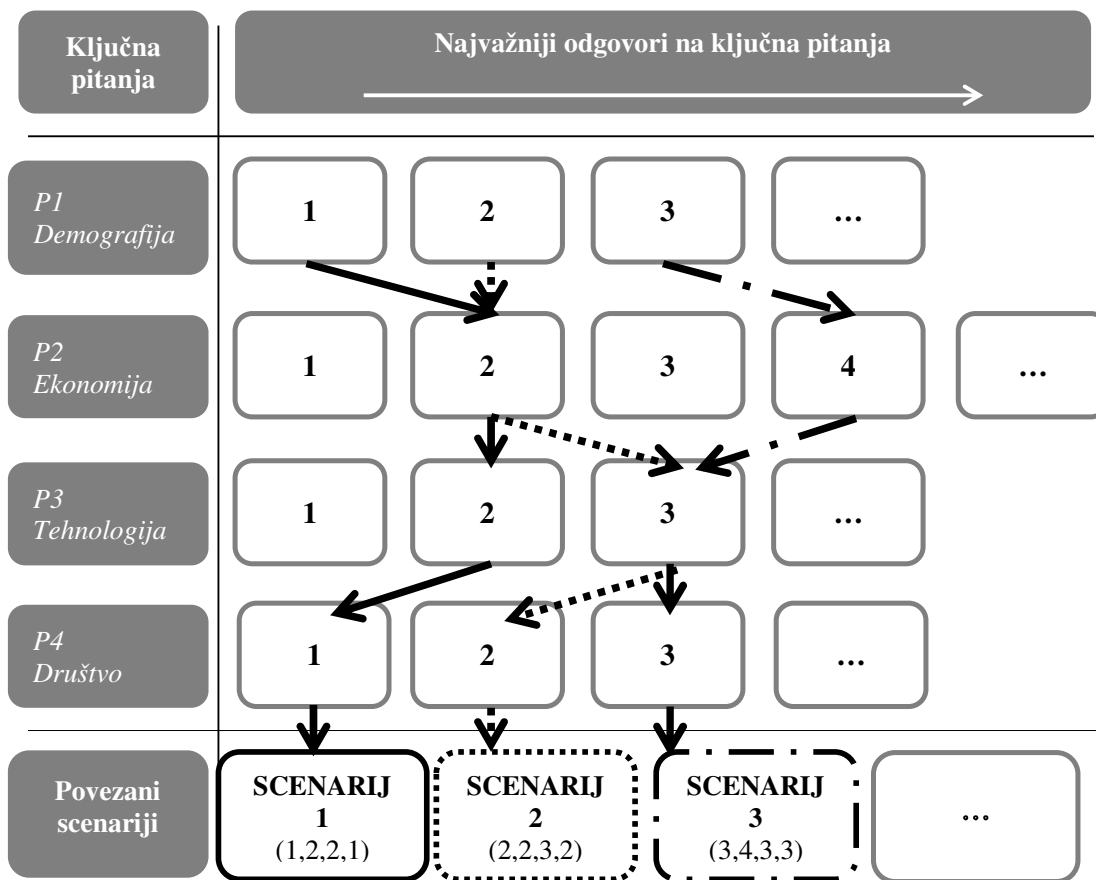 Ključna
pitanja
Najvažniji odgovori na ključna pitanja
P1
Demografija
1
2
3
...
P2
Ekonomija
1
2
3
4
...
P3
Tehnologija
1
2
3
...
P4
Društvo
1
2
3
...
Povezani
scenariji
SCENARIJ
1
(1,2,2,1)
SCENARIJ
2
(2,2,3,2)
SCENARIJ
3
(3,4,3,3)
...